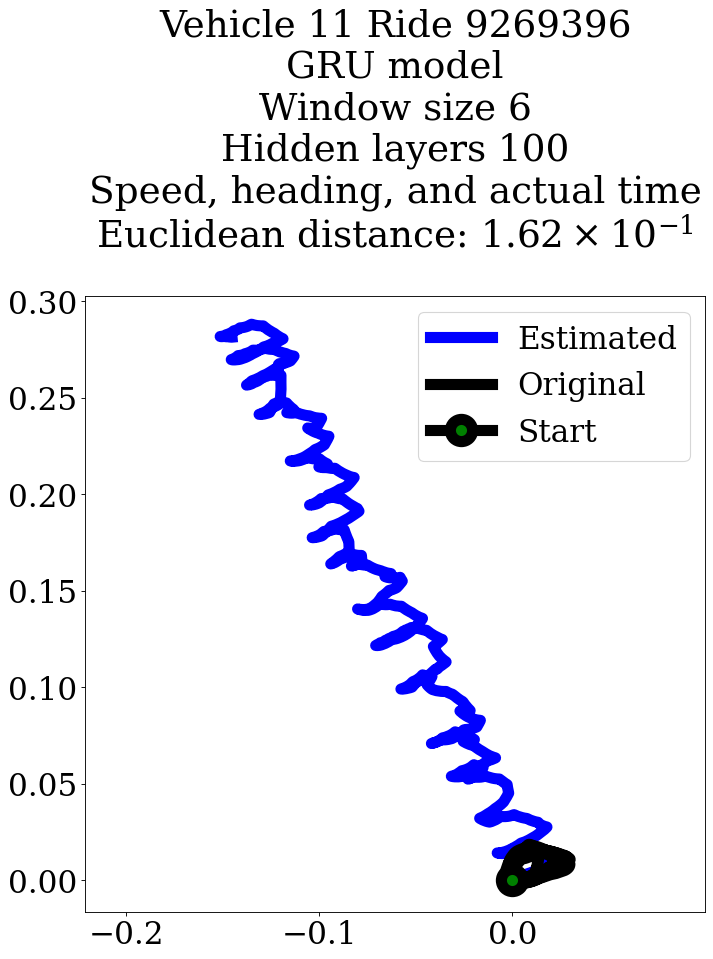 Vehicle 11 Ride 9269396
GRU model
Window size 6
Hidden layers 100
Speed, heading, and actual time
Euclidean distance: 1.62 × 10⁻¹
0.30
0.25
0.20
0.15
0.10
0.05
0.00
Estimated
Original
Start
−0.2 −0.1 0.0